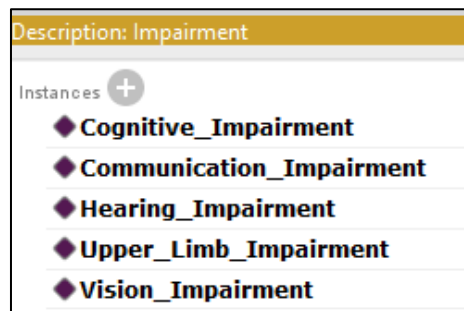 Description: Impairment
Instances
Cognitive_Impairment
Communication_Impairment
Hearing_Impairment
Upper_Limb_Impairment
Vision_Impairment